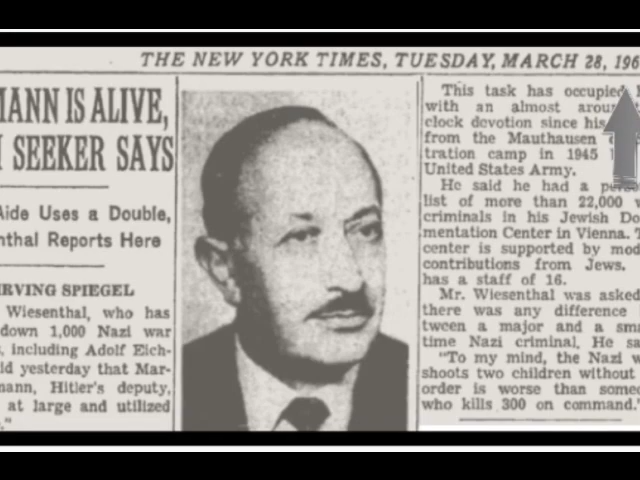 THE NEW YORK TIMES, TUESDAY, MARCH 28, 196
MANN IS ALIVE,
SEEKER SAYS
Aide Uses a Double,
nthal Reports Here
RVING SPIEGEL
Wiesenthal, who has
down 1,000 Nazi war
, including Adolf Eich-
id yesterday that Mar-
mann, Hitler's deputy,
at large and utilized
."
This task has occupied
with an almost aroun
clock devotion since his
from the Mauthausen
tration camp in 1945
United States Army.
He said he had a
list of more than 22,000
criminals in his Jewish Do
mentation Center in Vienna. T
center is supported by mod
contributions from Jews.
has a staff of 16.
Mr. Wiesenthal was asked
there was any difference
tween a major and a sma
time Nazi criminal. He sa
"To my mind, the Nazi w
shoots two children without
order is worse than some
who kills 300 on command."